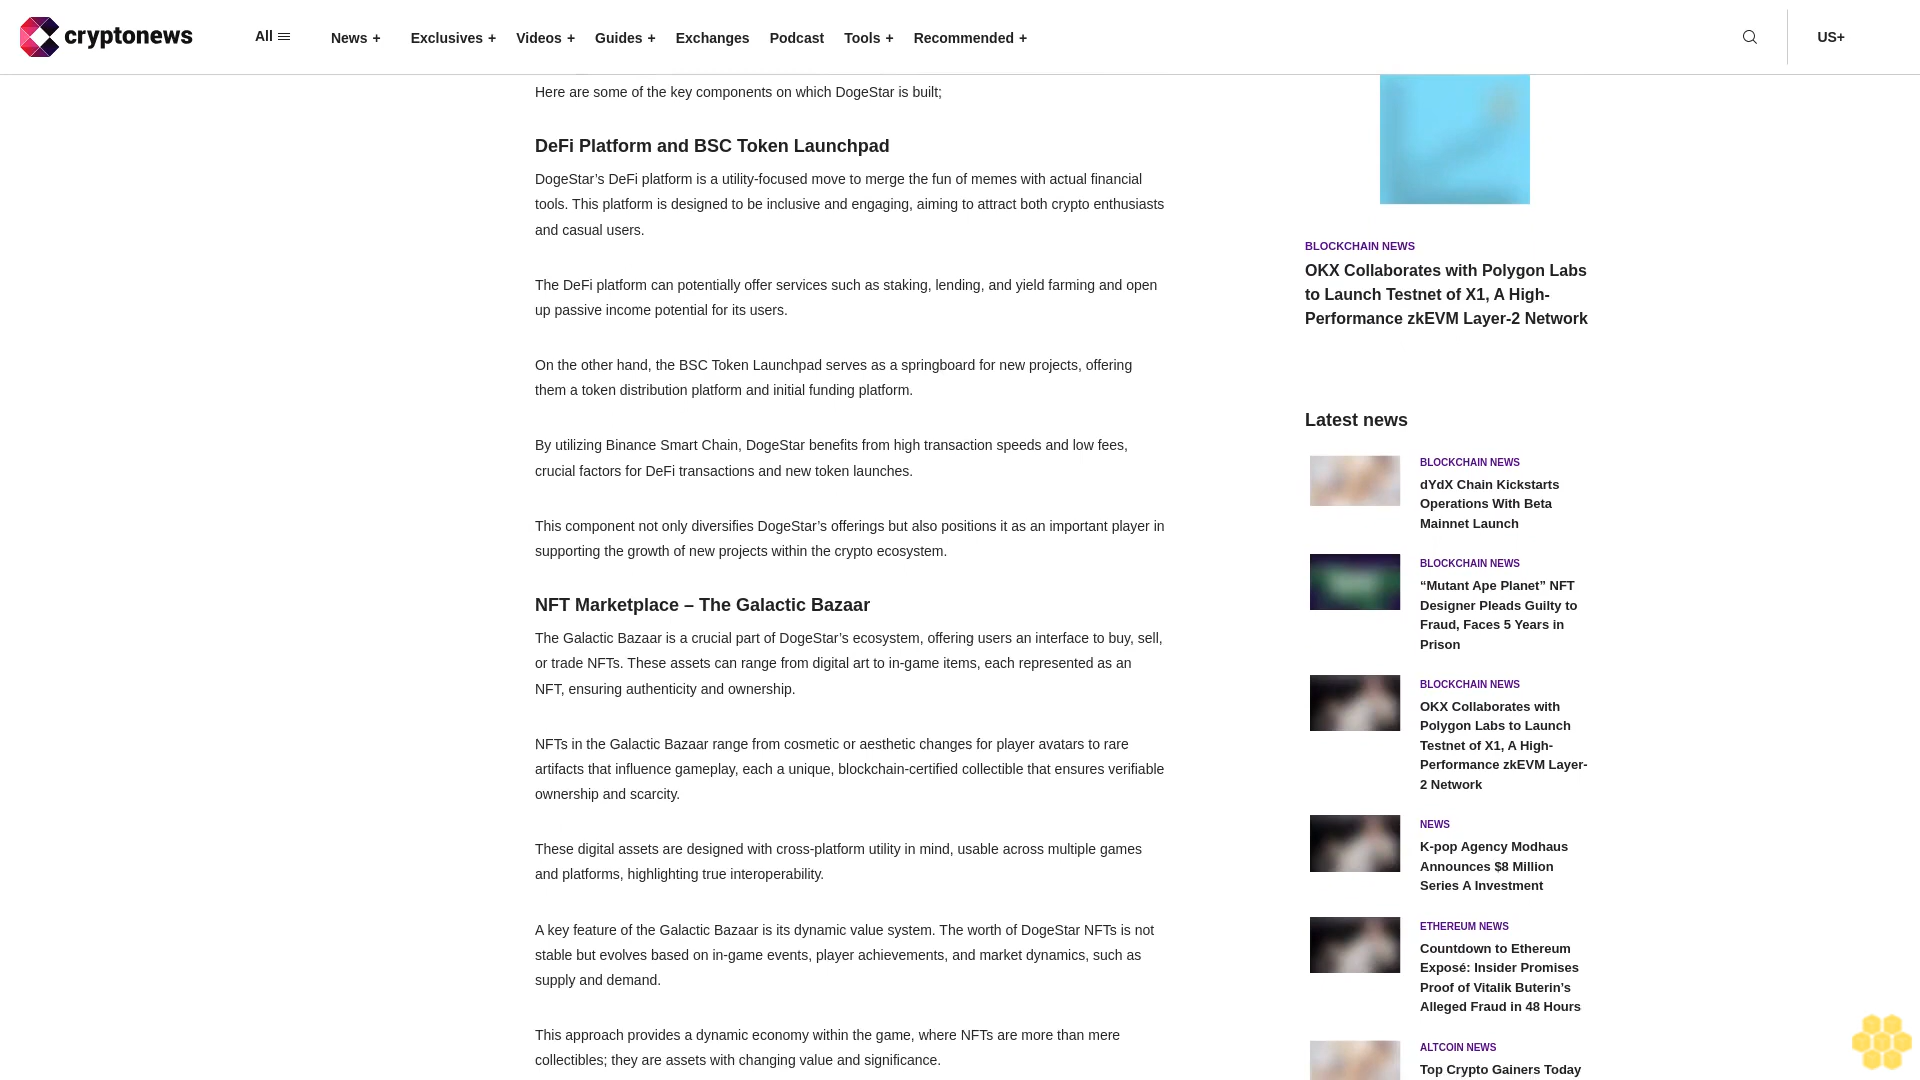 cryptonews
All
News +
Exclusives +
Videos +
Guides +
Exchanges
Podcast
Tools +
Recommended +
US+
Here are some of the key components on which DogeStar is built;
DeFi Platform and BSC Token Launchpad
DogeStar’s DeFi platform is a utility-focused move to merge the fun of memes with actual financial
tools. This platform is designed to be inclusive and engaging, aiming to attract both crypto enthusiasts
and casual users.
The DeFi platform can potentially offer services such as staking, lending, and yield farming and open
up passive income potential for its users.
On the other hand, the BSC Token Launchpad serves as a springboard for new projects, offering
them a token distribution platform and initial funding platform.
By utilizing Binance Smart Chain, DogeStar benefits from high transaction speeds and low fees,
crucial factors for DeFi transactions and new token launches.
This component not only diversifies DogeStar’s offerings but also positions it as an important player in
supporting the growth of new projects within the crypto ecosystem.
NFT Marketplace – The Galactic Bazaar
The Galactic Bazaar is a crucial part of DogeStar’s ecosystem, offering users an interface to buy, sell,
or trade NFTs. These assets can range from digital art to in-game items, each represented as an
NFT, ensuring authenticity and ownership.
NFTs in the Galactic Bazaar range from cosmetic or aesthetic changes for player avatars to rare
artifacts that influence gameplay, each a unique, blockchain-certified collectible that ensures verifiable
ownership and scarcity.
These digital assets are designed with cross-platform utility in mind, usable across multiple games
and platforms, highlighting true interoperability.
A key feature of the Galactic Bazaar is its dynamic value system. The worth of DogeStar NFTs is not
stable but evolves based on in-game events, player achievements, and market dynamics, such as
supply and demand.
This approach provides a dynamic economy within the game, where NFTs are more than mere
collectibles; they are assets with changing value and significance.
BLOCKCHAIN NEWS
OKX Collaborates with Polygon Labs
to Launch Testnet of X1, A High-
Performance zkEVM Layer-2 Network
Latest news
BLOCKCHAIN NEWS
dYdX Chain Kickstarts
Operations With Beta
Mainnet Launch
BLOCKCHAIN NEWS
“Mutant Ape Planet” NFT
Designer Pleads Guilty to
Fraud, Faces 5 Years in
Prison
BLOCKCHAIN NEWS
OKX Collaborates with
Polygon Labs to Launch
Testnet of X1, A High-
Performance zkEVM Layer-
2 Network
NEWS
K-pop Agency Modhaus
Announces $8 Million
Series A Investment
ETHEREUM NEWS
Countdown to Ethereum
Exposé: Insider Promises
Proof of Vitalik Buterin’s
Alleged Fraud in 48 Hours
ALTCOIN NEWS
Top Crypto Gainers Today